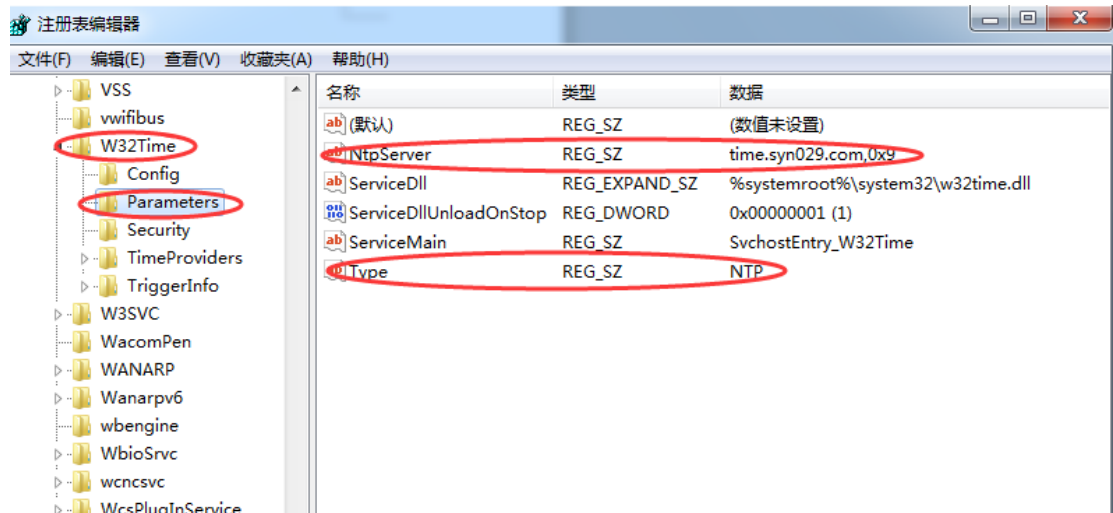 注册表编辑器
文件(F) 编辑(E) 查看(V) 收藏夹(A) 帮助(H)
VSS
vwifibus
W32Time
Config
Parameters
Security
TimeProviders
TriggerInfo
W3SVC
WacomPen
WANARP
Wanarpv6
wbengine
WbioSrvc
wcncsvc
WcsPlugInService
名称 类型 数据
(默认) REG_SZ (数值未设置)
NtpServer REG_SZ time.syn029.com,0x9
ServiceDll REG_EXPAND_SZ %systemroot%\system32\w32time.dll
ServiceDllUnloadOnStop REG_DWORD 0x00000001 (1)
ServiceMain REG_SZ SvchostEntry_W32Time
Type REG_SZ NTP